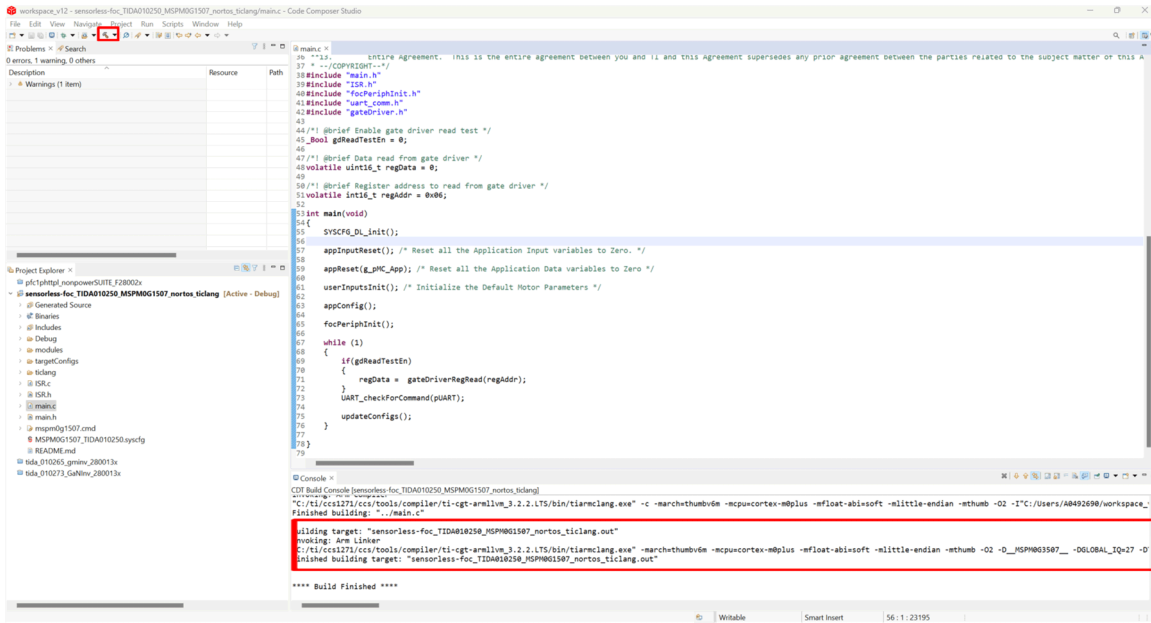 workspace_v12 - sensorless-foc_TIDA010250_MSPM0G1507_nortos_ticlang/main.c - Code Composer Studio
File Edit View Navigate Project Run Scripts Window Help
Problems × Search
0 errors, 1 warning, 0 others
Description Resource Path
Warnings (1 item)
Project Explorer ×
pfc1phttpl_nonpowerSUITE_F28002x
sensorless-foc_TIDA010250_MSPM0G1507_nortos_ticlang [Active - Debug]
Generated Source
Binaries
Includes
Debug
modules
targetConfigs
ticlang
ISR.c
ISR.h
main.c
main.h
mspm0g1507.cmd
MSPM0G1507_TIDA010250.syscfg
README.md
tida_010265_gminv_280013x
tida_010273_GaNInv_280013x
main.c ×
36 **13. Entire Agreement. This is the entire agreement between you and TI and this Agreement supersedes any prior agreement between the parties related to the subject matter of this A
37 * --/COPYRIGHT--*/
38 #include "main.h"
39 #include "ISR.h"
40 #include "focPeriphInit.h"
41 #include "uart_comm.h"
42 #include "gateDriver.h"
43
44 /*! @brief Enable gate driver read test */
45 _Bool gdReadTestEn = 0;
46
47 /*! @brief Data read from gate driver */
48 volatile uint16_t regData = 0;
49
50 /*! @brief Register address to read from gate driver */
51 volatile int16_t regAddr = 0x06;
52
53 int main(void)
54 {
55 SYSCFG_DL_init();
56
57 appInputReset(); /* Reset all the Application Input variables to Zero. */
58
59 appReset(g_pMC_App); /* Reset all the Application Data variables to Zero */
60
61 userInputsInit(); /* Initialize the Default Motor Parameters */
62
63 appConfig();
64
65 focPeriphInit();
66
67 while (1)
68 {
69 if(gdReadTestEn)
70 {
71 regData = gateDriverRegRead(regAddr);
72 }
73 UART_checkForCommand(pUART);
74
75 updateConfigs();
76 }
77
78 }
79
Console ×
CDT Build Console [sensorless-foc_TIDA010250_MSPM0G1507_nortos_ticlang]
Invoking: Arm Compiler
"C:/ti/ccs1271/ccs/tools/compiler/ti-cgt-armllvm_3.2.2.LTS/bin/tiarmclang.exe" -c -march=thumbv6m -mcpu=cortex-m0plus -mfloat-abi=soft -mlittle-endian -mthumb -O2 -I"C:/Users/A0492690/workspace_
Finished building: "../main.c"
uilding target: "sensorless-foc_TIDA010250_MSPM0G1507_nortos_ticlang.out"
nvoking: Arm Linker
C:/ti/ccs1271/ccs/tools/compiler/ti-cgt-armllvm_3.2.2.LTS/bin/tiarmclang.exe" -march=thumbv6m -mcpu=cortex-m0plus -mfloat-abi=soft -mlittle-endian -mthumb -O2 -D__MSPM0G3507__ -DGLOBAL_IQ=27 -D
inished building target: "sensorless-foc_TIDA010250_MSPM0G1507_nortos_ticlang.out"
**** Build Finished ****
Writable Smart Insert 56 : 1 : 23195